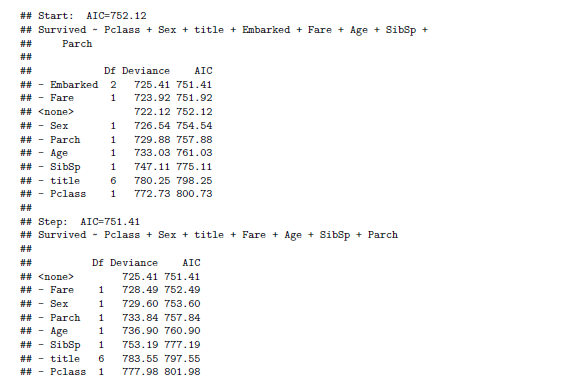 ## Start:  AIC=752.12
## Survived ~ Pclass + Sex + title + Embarked + Fare + Age + SibSp +
##     Parch
##
##            Df Deviance    AIC
## - Embarked  2   725.41 751.41
## - Fare      1   723.92 751.92
## <none>          722.12 752.12
## - Sex       1   726.54 754.54
## - Parch     1   729.88 757.88
## - Age       1   733.03 761.03
## - SibSp     1   747.11 775.11
## - title     6   780.25 798.25
## - Pclass    1   772.73 800.73
##
## Step:  AIC=751.41
## Survived ~ Pclass + Sex + title + Fare + Age + SibSp + Parch
##
##          Df Deviance    AIC
## <none>        725.41 751.41
## - Fare    1   728.49 752.49
## - Sex     1   729.60 753.60
## - Parch   1   733.84 757.84
## - Age     1   736.90 760.90
## - SibSp   1   753.19 777.19
## - title   6   783.55 797.55
## - Pclass  1   777.98 801.98